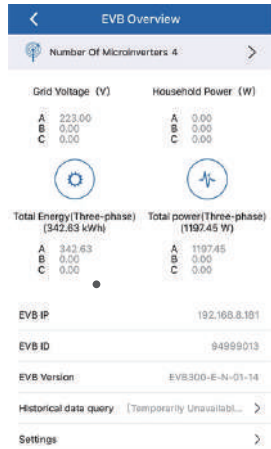 EVB Overview
Number Of Microinverters 4
Grid Voltage (V) Household Power (W)
A 223.00 A 0.00
B 0.00 B 0.00
C 0.00 C 0.00
Total Energy(Three-phase) Total power(Three-phase)
(342.63 kWh) (1197.45 W)
A 342.63 A 1197.45
B 0.00 B 0.00
C 0.00 C 0.00
EVB IP 192.168.8.181
EVB ID 94999013
EVB Version EVB300-E-N-01-14
Historical data query (Temporarily Unavailabl...
Settings